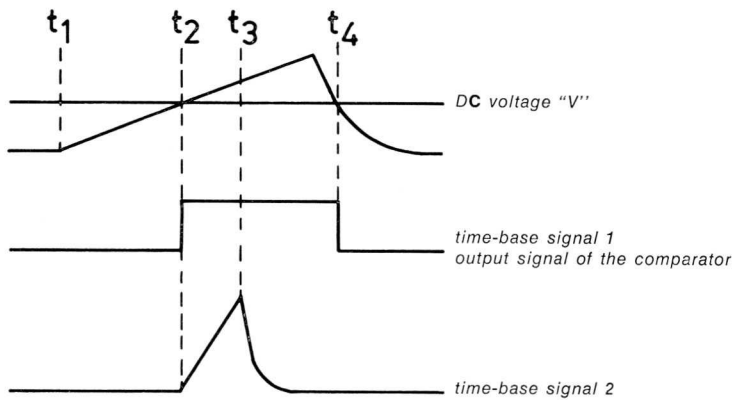 t1 t2 t3 t4
DC voltage "V"
time-base signal 1
output signal of the comparator
time-base signal 2